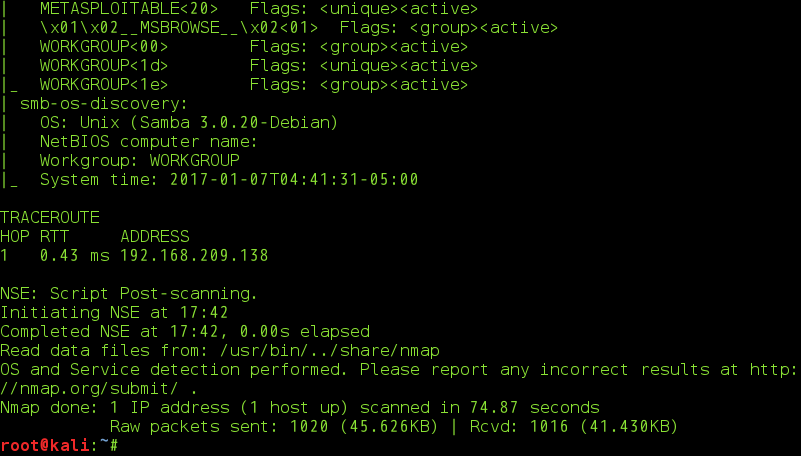 |   METASPLOITABLE<20>   Flags: <unique><active>
|   \x01\x02__MSBROWSE__\x02<01>  Flags: <group><active>
|   WORKGROUP<00>        Flags: <group><active>
|   WORKGROUP<1d>        Flags: <unique><active>
|_  WORKGROUP<1e>        Flags: <group><active>
| smb-os-discovery:
|   OS: Unix (Samba 3.0.20-Debian)
|   NetBIOS computer name:
|   Workgroup: WORKGROUP
|_  System time: 2017-01-07T04:41:31-05:00
TRACEROUTE
HOP RTT     ADDRESS
1   0.43 ms 192.168.209.138
NSE: Script Post-scanning.
Initiating NSE at 17:42
Completed NSE at 17:42, 0.00s elapsed
Read data files from: /usr/bin/../share/nmap
OS and Service detection performed. Please report any incorrect results at http:
//nmap.org/submit/ .
Nmap done: 1 IP address (1 host up) scanned in 74.87 seconds
           Raw packets sent: 1020 (45.626KB) | Rcvd: 1016 (41.430KB)
root@kali:~#